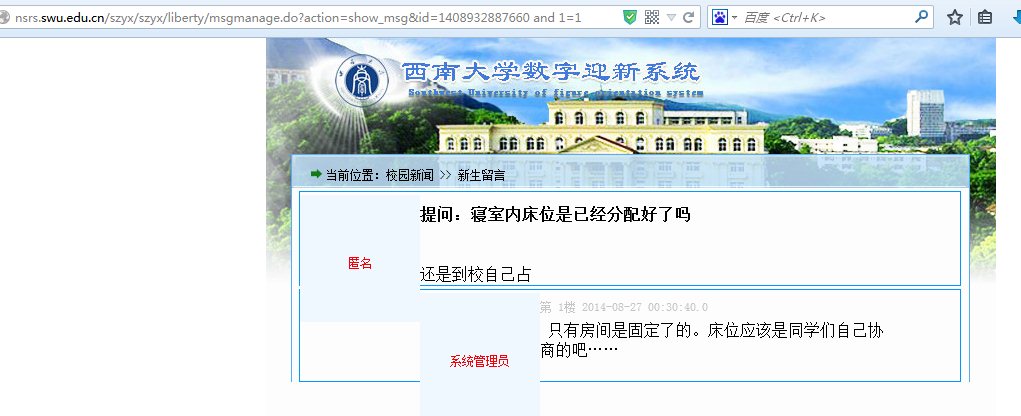 nsrs.swu.edu.cn/szyx/szyx/liberty/msgmanage.do?action=show_msg&id=1408932887660 and 1=1
百度 <Ctrl+K>
西南大学数字迎新系统
Southwest University of figure orientation system
当前位置：校园新闻 >> 新生留言
提问：寝室内床位是已经分配好了吗
匿名
还是到校自己占
第 1楼 2014-08-27 00:30:40.0
只有房间是固定了的。床位应该是同学们自己协
商的吧……
系统管理员